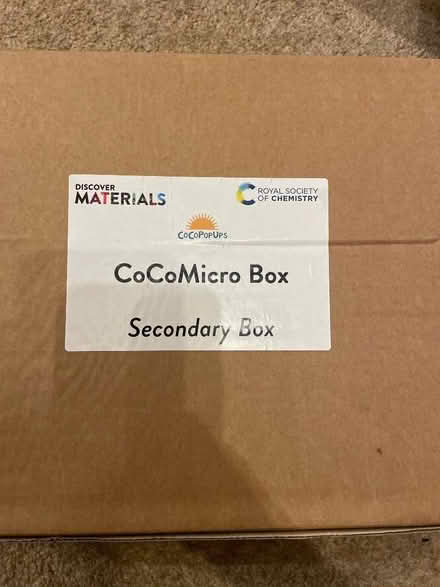 DISCOVER
MATERIALS
ROYAL SOCIETY
OF CHEMISTRY
CoCoPoPUPs
CoCoMicro Box
Secondary Box